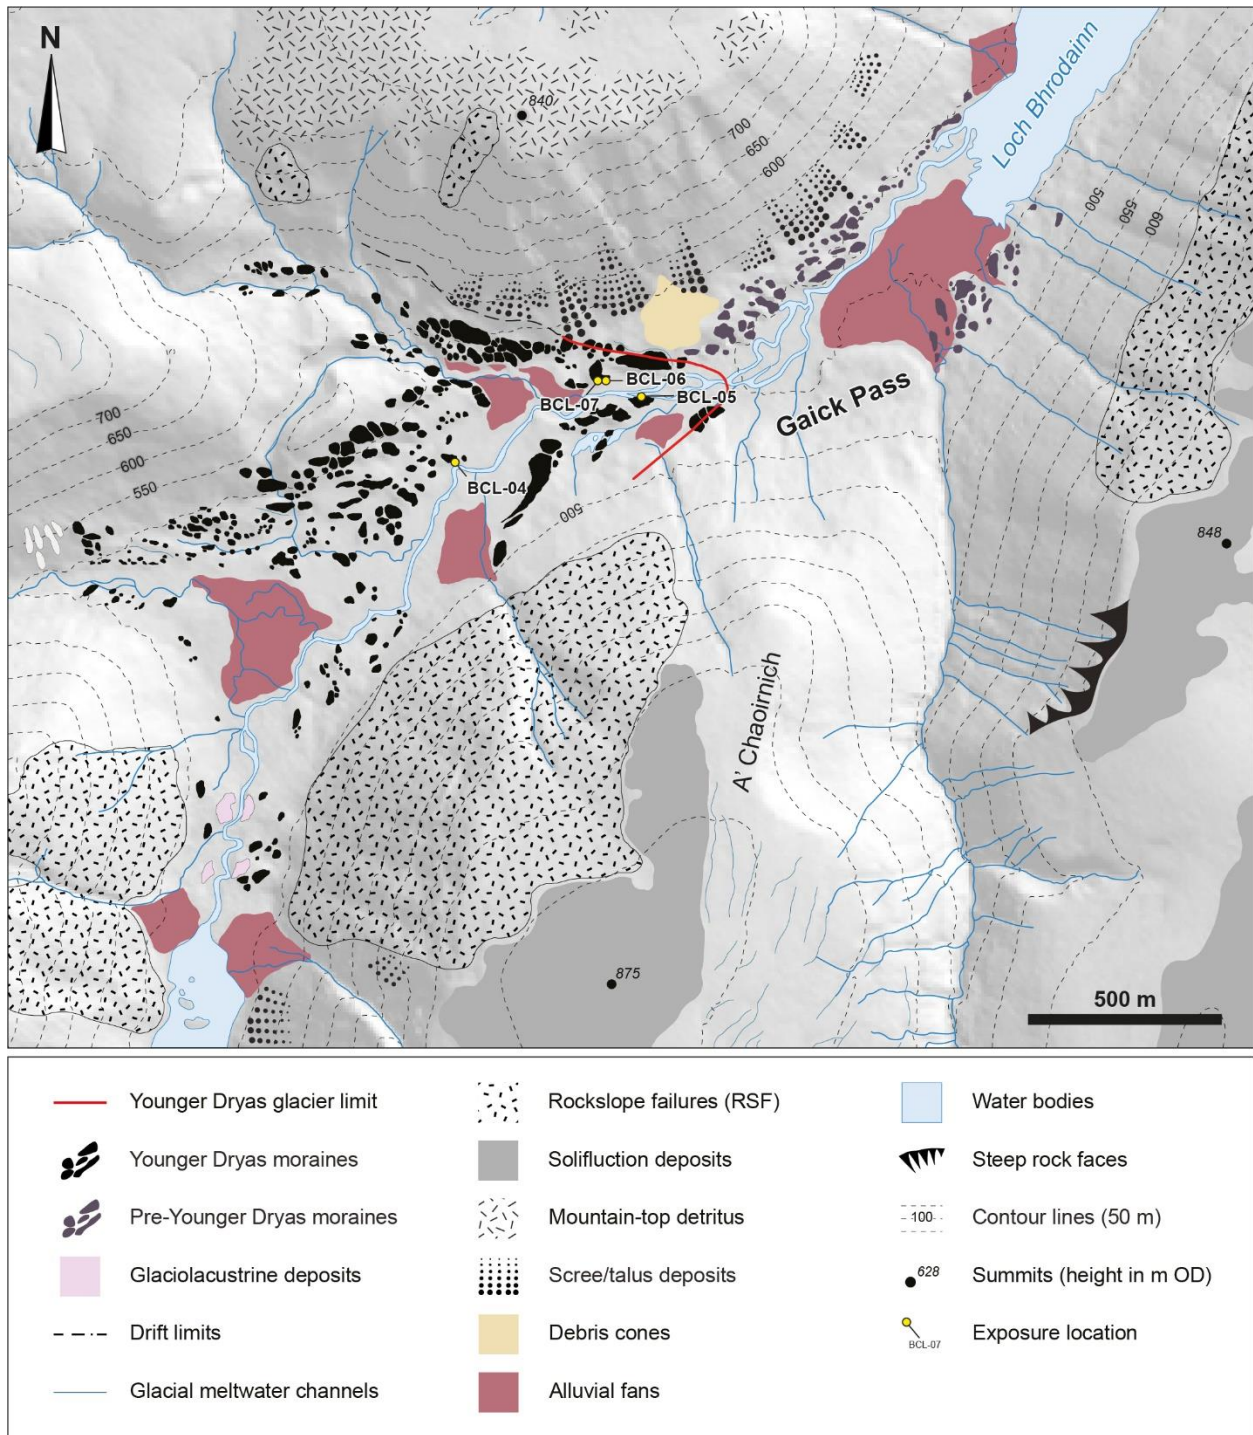 N
840
700
650
600
Loch Bhrodainn
500
550
600
BCL-06
BCL-07
BCL-05
Gaick Pass
700
650
600
550
BCL-04
500
848
A' Chaoirnich
875
500 m
Younger Dryas glacier limit
Younger Dryas moraines
Pre-Younger Dryas moraines
Glaciolacustrine deposits
Drift limits
Glacial meltwater channels
Rockslope failures (RSF)
Solifluction deposits
Mountain-top detritus
Scree/talus deposits
Debris cones
Alluvial fans
Water bodies
Steep rock faces
100
Contour lines (50 m)
628
Summits (height in m OD)
BCL-07
Exposure location